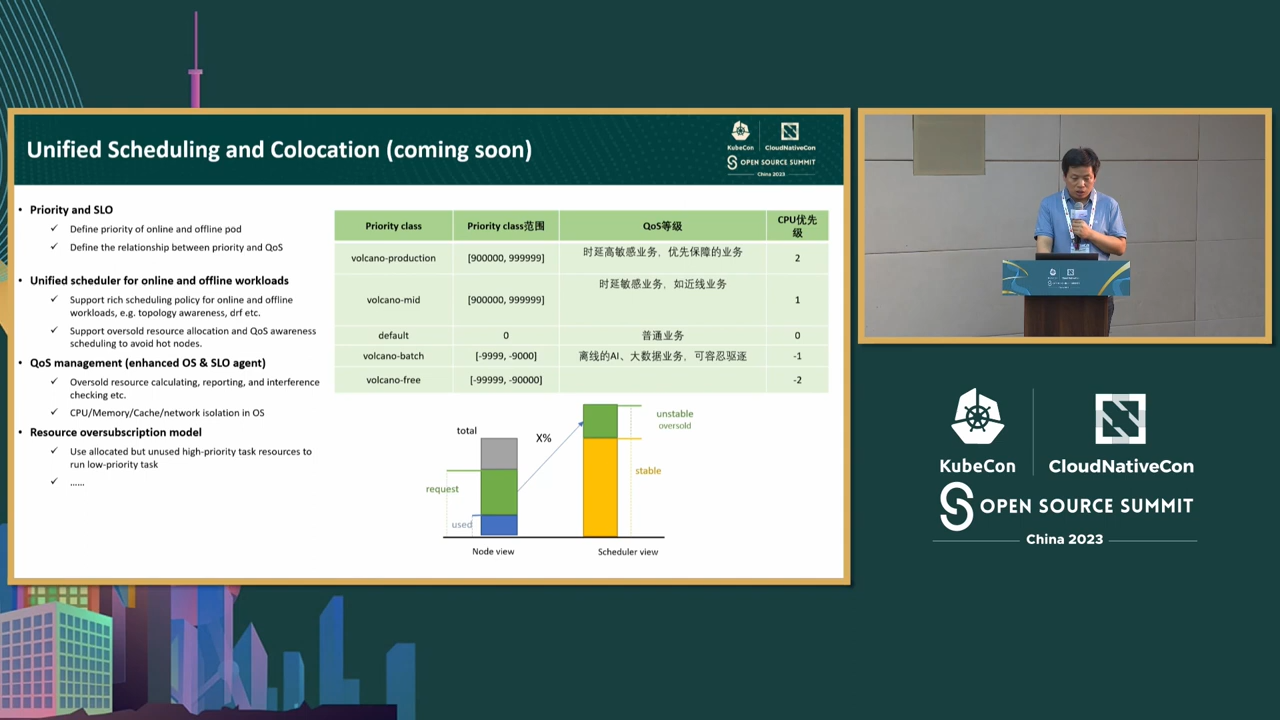 Unified Scheduling and Colocation (coming soon)
KubeCon
CloudNativeCon
OPEN SOURCE SUMMIT
China 2023
• Priority and SLO
✓ Define priority of online and offline pod
✓ Define the relationship between priority and QoS
• Unified scheduler for online and offline workloads
✓ Support rich scheduling policy for online and offline
workloads, e.g. topology awareness, drf etc.
✓ Support oversold resource allocation and QoS awareness
scheduling to avoid hot nodes.
• QoS management (enhanced OS & SLO agent)
✓ Oversold resource calculating, reporting, and interference
checking etc.
✓ CPU/Memory/Cache/network isolation in OS
• Resource oversubscription model
✓ Use allocated but unused high-priority task resources to
run low-priority task
✓ ......
Priority class Priority class范围 QoS等级 CPU优先
级
volcano-production [900000, 999999] 时延高敏感业务，优先保障的业务 2
volcano-mid [900000, 999999] 时延敏感业务，如近线业务 1
default 0 普通业务 0
volcano-batch [-9999, -9000] 离线的AI、大数据业务，可容忍驱逐 -1
volcano-free [-99999, -90000] -2
total
X%
unstable
oversold
request
stable
used
Node view
Scheduler view
KubeCon
CloudNativeCon
OPEN SOURCE SUMMIT
China 2023